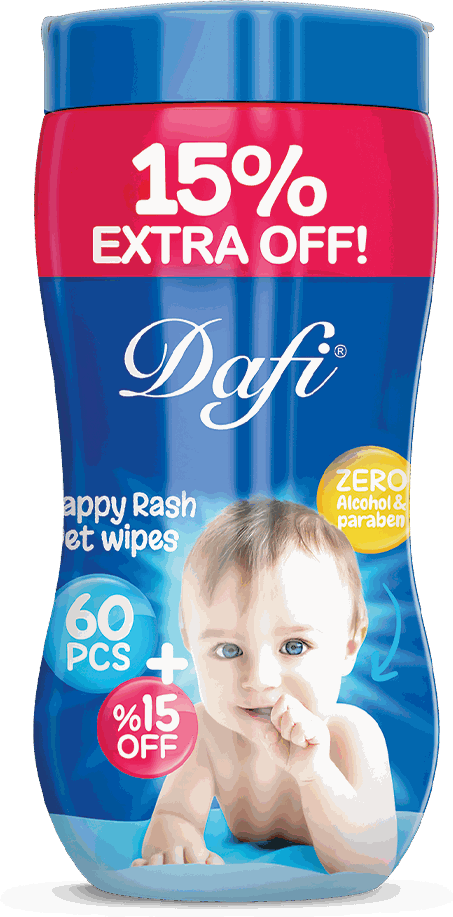 15%
EXTRA OFF!
Dafi®
ZERO
Alcohol &
paraben
appy Rash
et wipes
60
PCS
+
%15
OFF